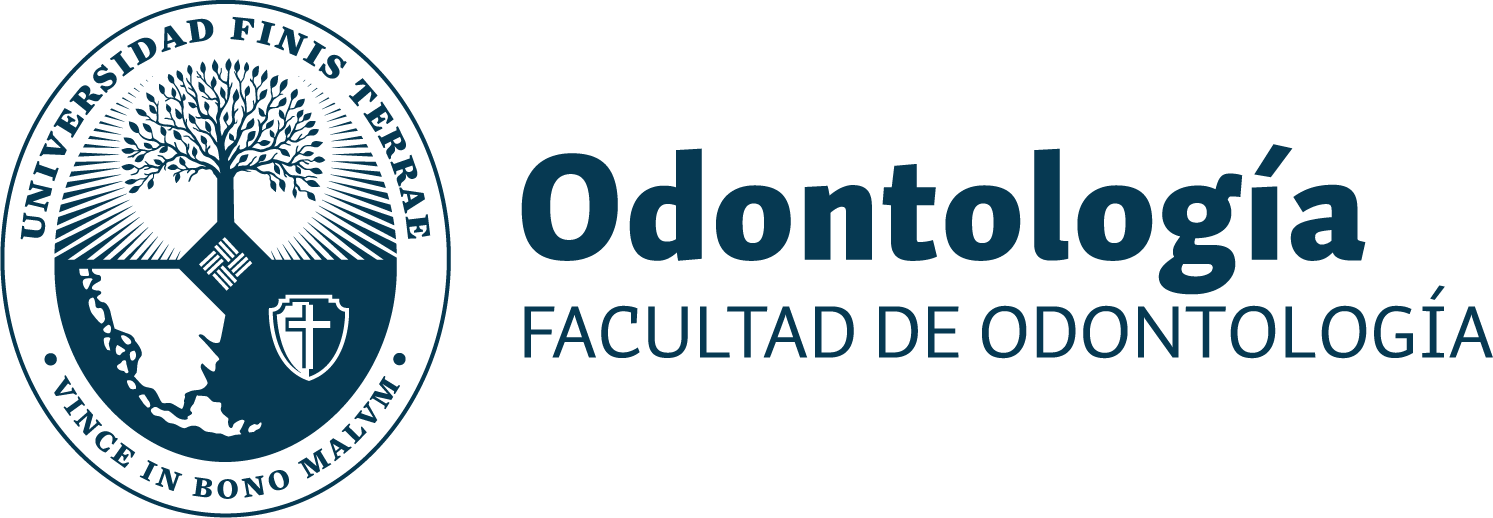 UNIVERSIDAD FINIS TERRAE
• VINCE IN BONO MALVM •
Odontología
FACULTAD DE ODONTOLOGÍA